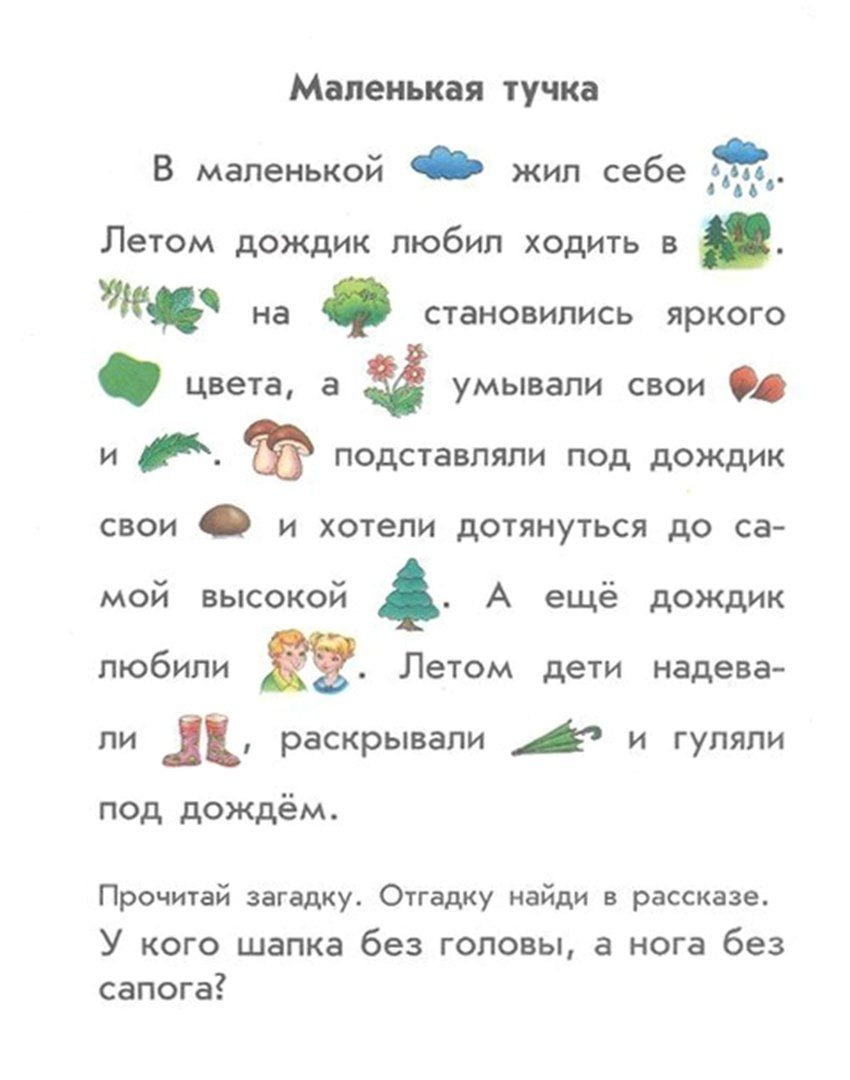 Маленькая тучка
В маленькой жил себе .
Летом дождик любил ходить в .
на становились яркого
цвета, а умывали свои
и . подставляли под дождик
свои и хотели дотянуться до са-
мой высокой . А ещё дождик
любили . Летом дети надева-
ли , раскрывали и гуляли
под дождём.
Прочитай загадку. Отгадку найди в рассказе.
У кого шапка без головы, а нога без
сапога?